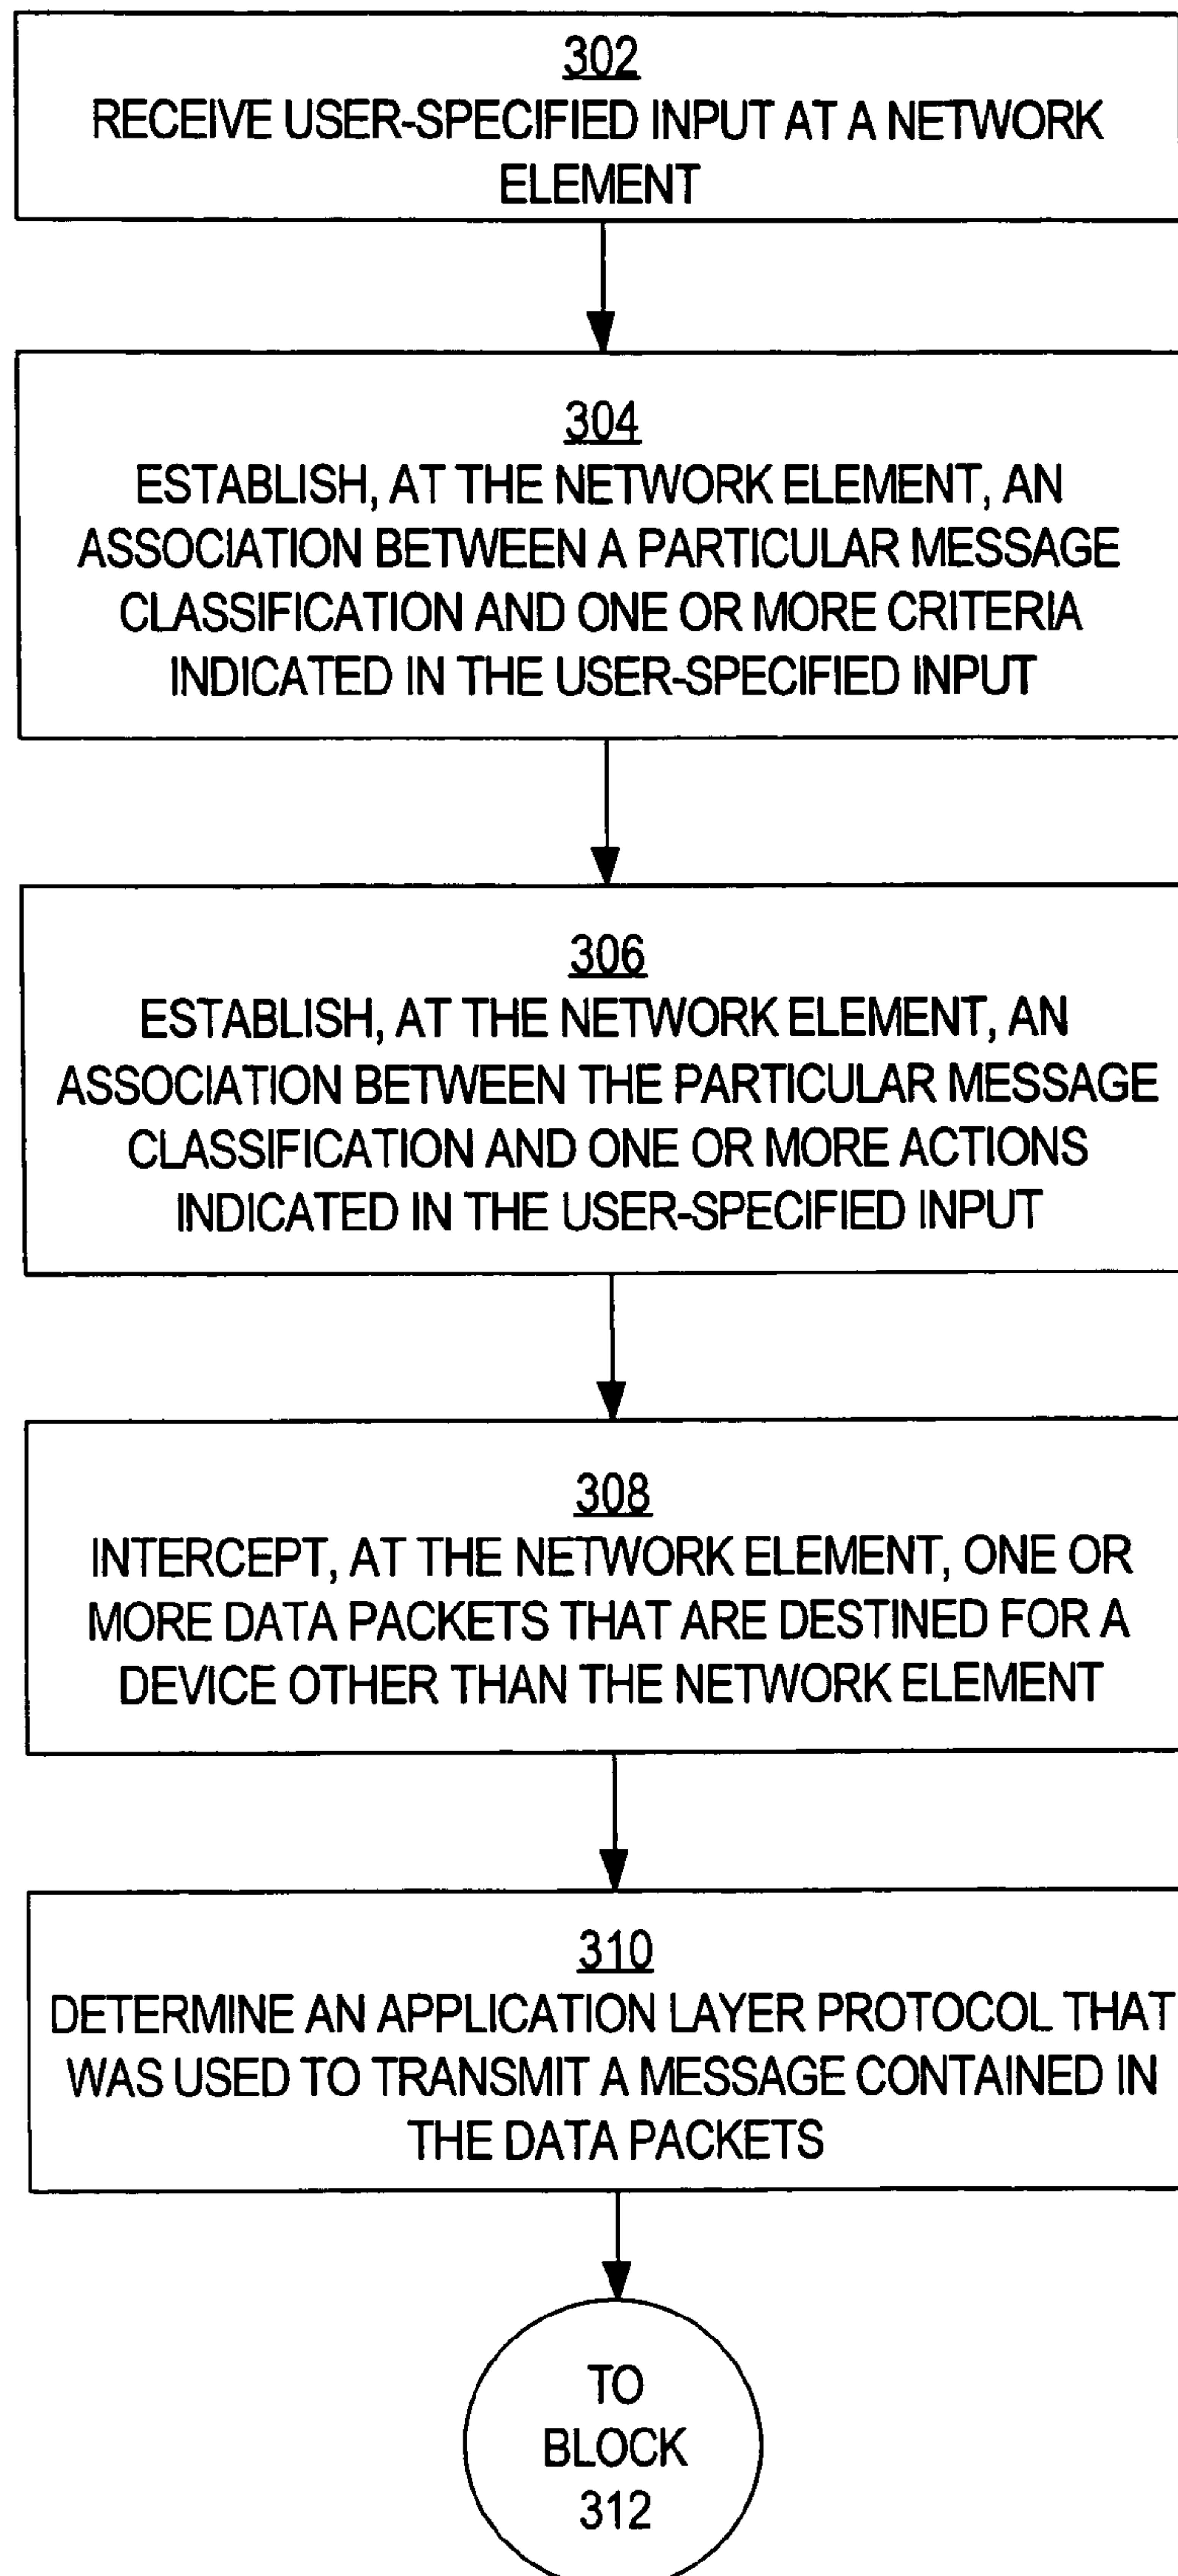 302
RECEIVE USER-SPECIFIED INPUT AT A NETWORK
ELEMENT
304
ESTABLISH, AT THE NETWORK ELEMENT, AN
ASSOCIATION BETWEEN A PARTICULAR MESSAGE
CLASSIFICATION AND ONE OR MORE CRITERIA
INDICATED IN THE USER-SPECIFIED INPUT
306
ESTABLISH, AT THE NETWORK ELEMENT, AN
ASSOCIATION BETWEEN THE PARTICULAR MESSAGE
CLASSIFICATION AND ONE OR MORE ACTIONS
INDICATED IN THE USER-SPECIFIED INPUT
308
INTERCEPT, AT THE NETWORK ELEMENT, ONE OR
MORE DATA PACKETS THAT ARE DESTINED FOR A
DEVICE OTHER THAN THE NETWORK ELEMENT
310
DETERMINE AN APPLICATION LAYER PROTOCOL THAT
WAS USED TO TRANSMIT A MESSAGE CONTAINED IN
THE DATA PACKETS
TO
BLOCK
312